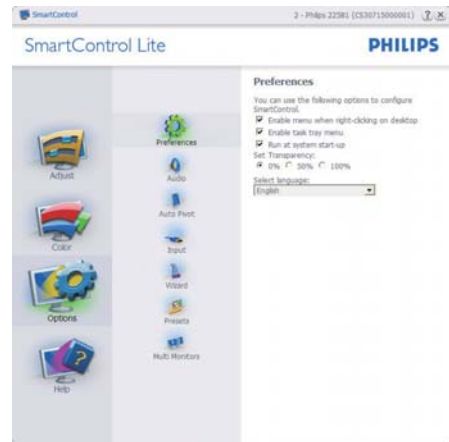 SmartControl
2 - Philips 225B1 (CS30715000001)
SmartControl Lite
PHILIPS
Adjust
Color
Options
Help
Preferences
Audio
Auto Pivot
Input
Wizard
Presets
Multi Monitors
Preferences
You can use the following options to configure
SmartControl.
Enable menu when right-clicking on desktop
Enable task tray menu
Run at system start-up
Set Transparency:
0% 50% 100%
Select language:
English